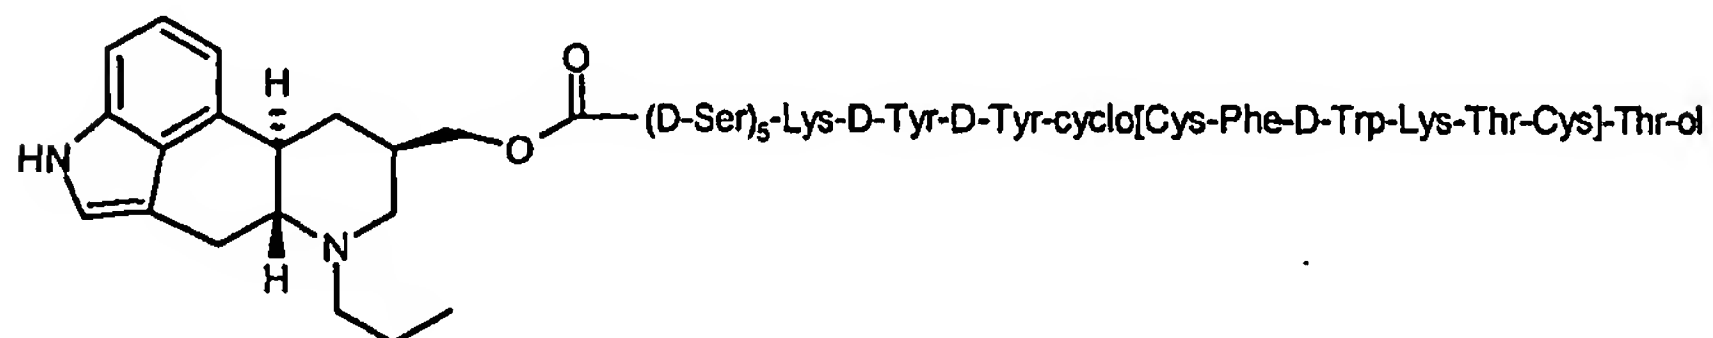 O
H
(D-Ser)5-Lys-D-Tyr-D-Tyr-cyclo[Cys-Phe-D-Trp-Lys-Thr-Cys]-Thr-ol
O
HN
N
H